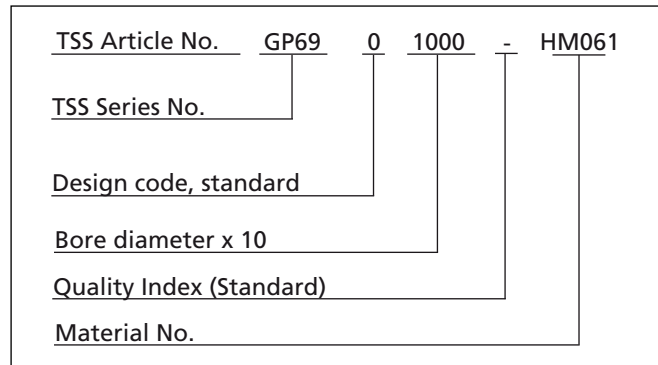 TSS Article No. GP69 0 1000 - HM061
TSS Series No.
Design code, standard
Bore diameter x 10
Quality Index (Standard)
Material No.